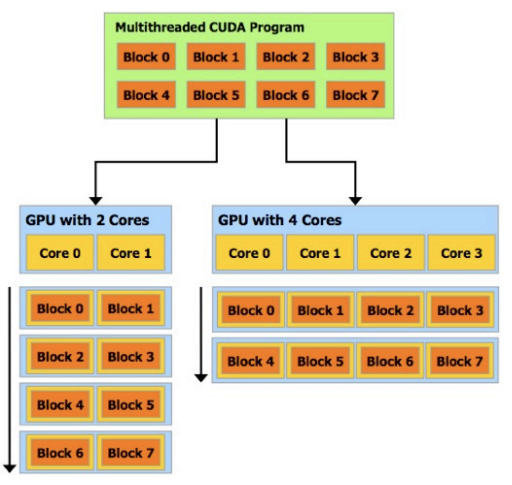 Multithreaded CUDA Program
Block 0 Block 1 Block 2 Block 3
Block 4 Block 5 Block 6 Block 7
GPU with 2 Cores
Core 0 Core 1
Block 0 Block 1
Block 2 Block 3
Block 4 Block 5
Block 6 Block 7
GPU with 4 Cores
Core 0 Core 1 Core 2 Core 3
Block 0 Block 1 Block 2 Block 3
Block 4 Block 5 Block 6 Block 7